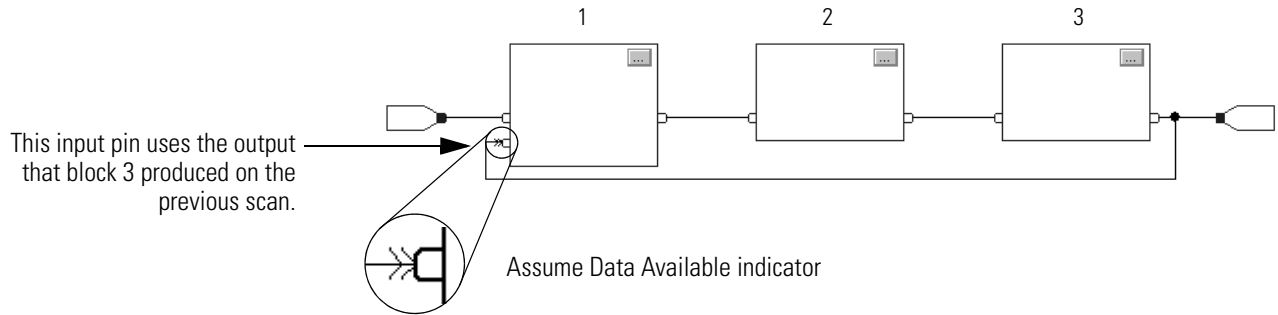 1 2 3
...
...
...
This input pin uses the output
that block 3 produced on the
previous scan.
Assume Data Available indicator